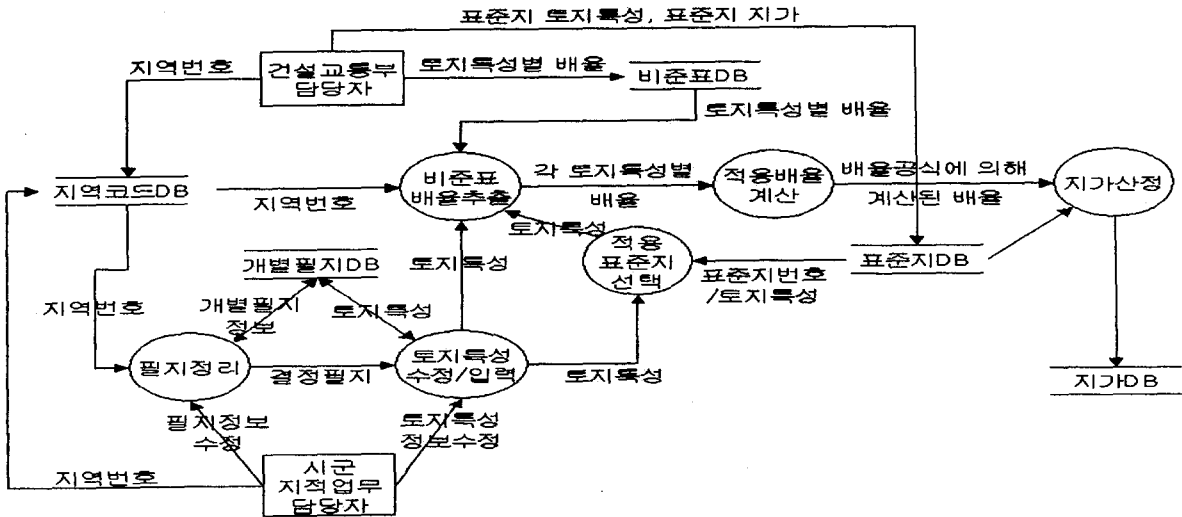 표준지 토지특성, 표준지 지가
지역번호
건설교통부
담당자
토지특성별 배율
비준표DB
토지특성별 배율
지역코드DB
지역번호
비준표
배율추출
각 토지특성별
배율
적용배율
계산
배율공식에 의해
계산된 배율
지가산정
토지특성
적용
표준지
선택
표준지번호
/토지특성
표준지DB
개별필지DB
토지특성
지역번호
개별필지
정보
토지특성
필지정리
결정필지
토지특성
수정/입력
토지특성
지가DB
필지정보
수정
토지특성
정보수정
지역번호
시군
지적업무
담당자